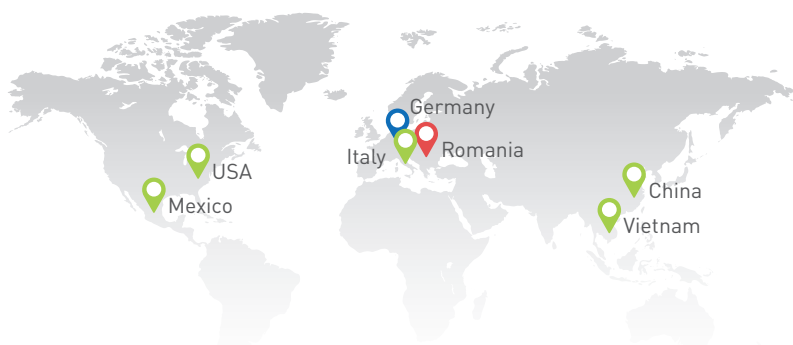 Germany
Italy
Romania
USA
Mexico
China
Vietnam